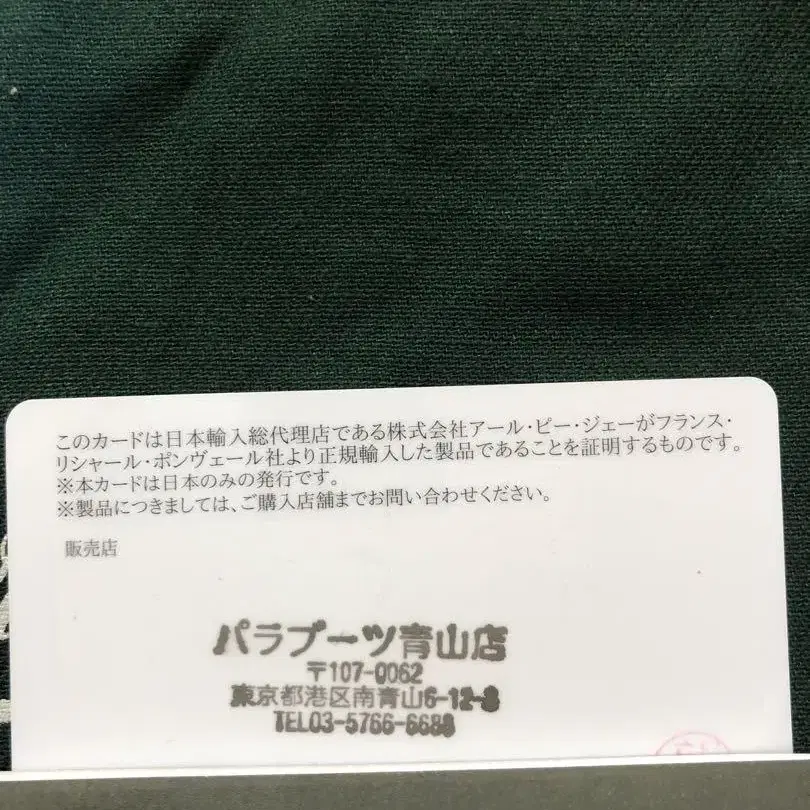 このカードは日本輸入総代理店である株式会社アール・ピー・ジェーがフランス・
リシャール・ポンヴェール社より正規輸入した製品であることを証明するものです。
※本カードは日本のみの発行です。
※製品につきましては、ご購入店舗までお問い合わせください。
販売店
パラブーツ青山店
〒107-0062
東京都港区南青山6-12-3
TEL03-5766-6688